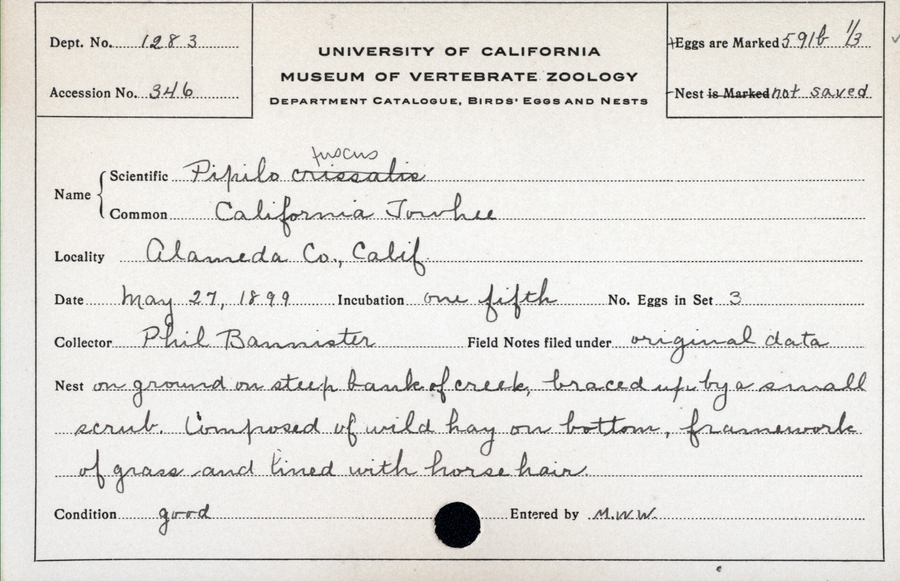 Dept. No. 1283
Accession No. 346
UNIVERSITY OF CALIFORNIA
MUSEUM OF VERTEBRATE ZOOLOGY
DEPARTMENT CATALOGUE, BIRDS' EGGS AND NESTS
Eggs are Marked 591b 1/3
Nest is Marked not saved
fuscus
Name Scientific Pipilo crissalis
Common California Towhee
Locality Alameda Co., Calif.
Date May 27, 1899 Incubation one fifth No. Eggs in Set 3
Collector Phil Bannister Field Notes filed under original data
Nest on ground on steep bank of creek, braced up by a small
scrub. Composed of wild hay on bottom, framework
of grass and lined with horse hair.
Condition good Entered by M.W.W.